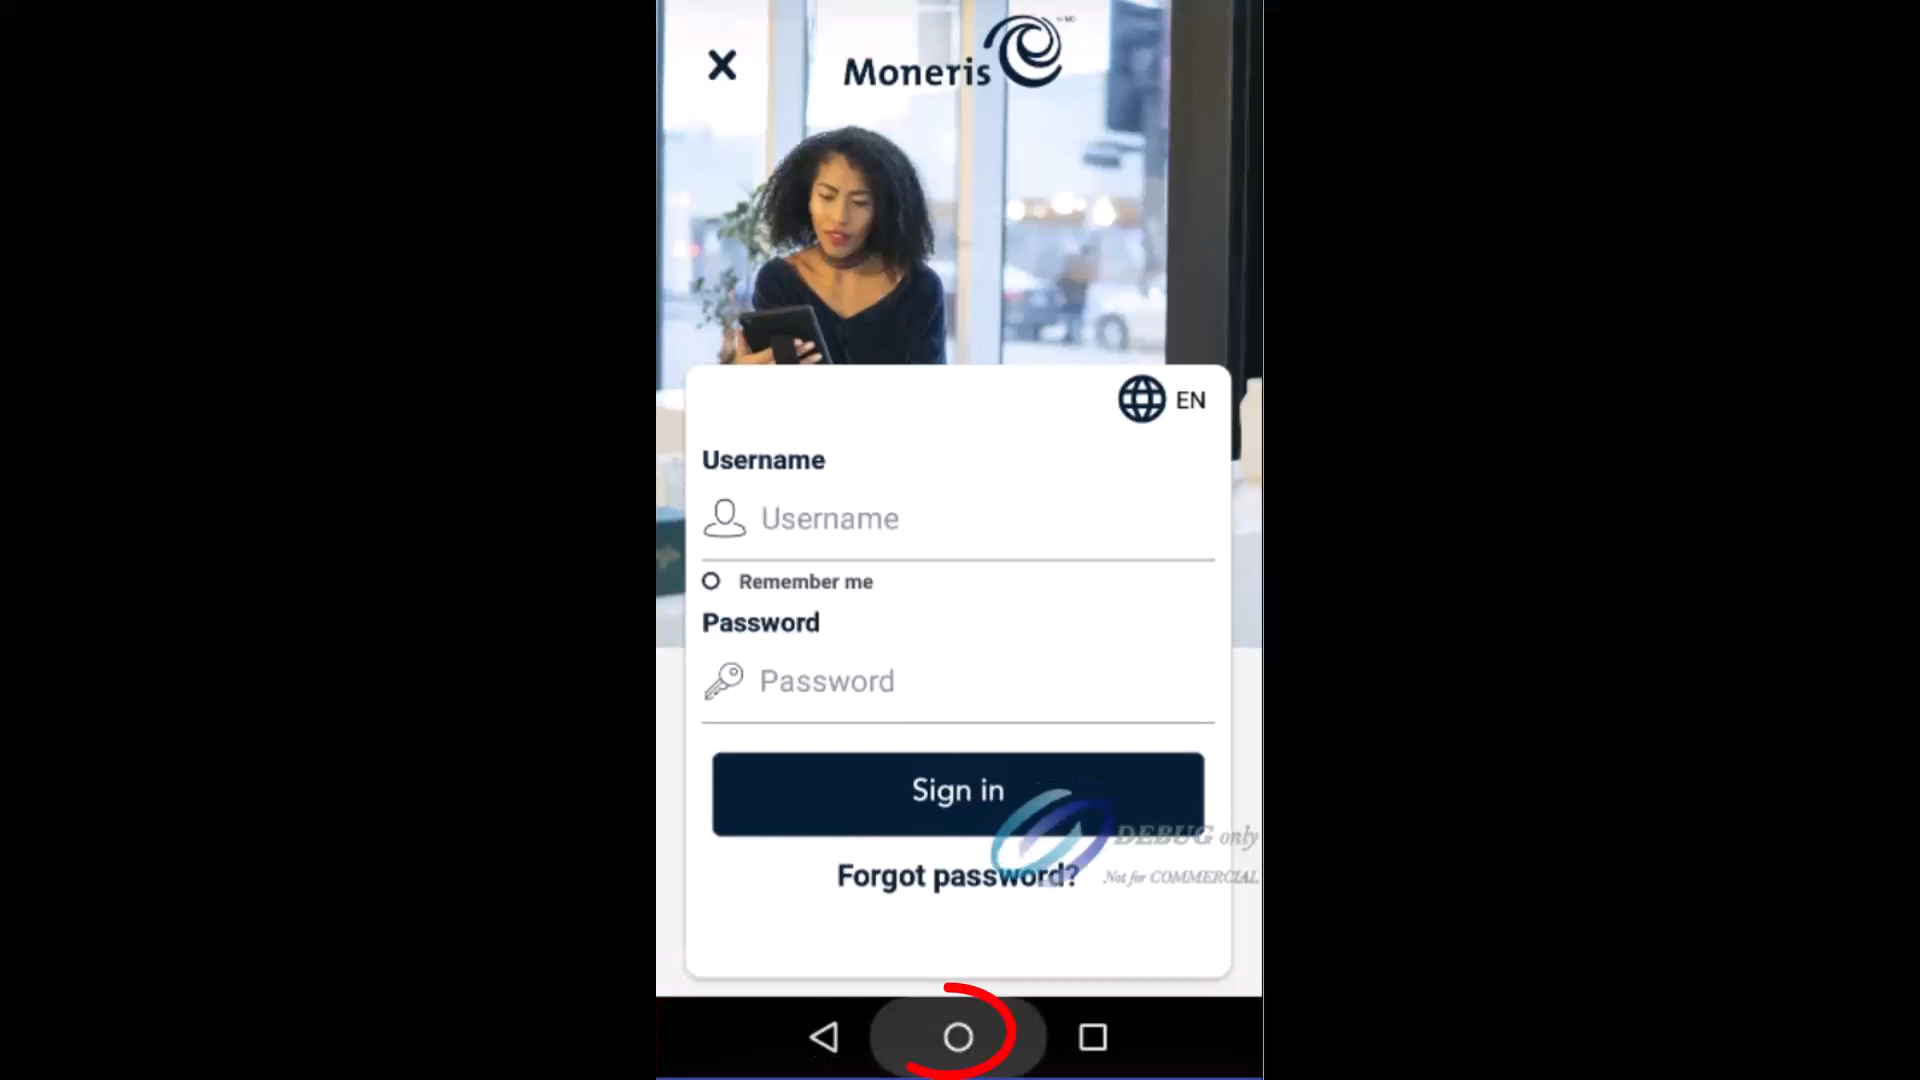 Moneris
EN
Username
Username
Remember me
Password
Password
Sign in
DEBUG only
Forgot password?
Not for COMMERCIAL